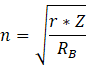 n = √(r * Z / R_B)